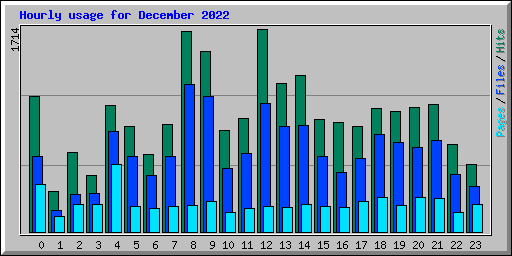 Hourly usage for December 2022
1714
Pages/Files/Hits
0 1 2 3 4 5 6 7 8 9 10 11 12 13 14 15 16 17 18 19 20 21 22 23